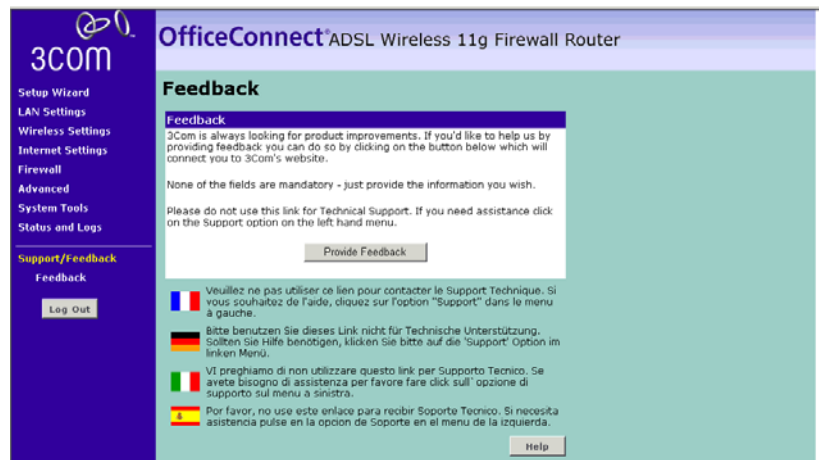 3COM
OfficeConnect® ADSL Wireless 11g Firewall Router
Setup Wizard
LAN Settings
Wireless Settings
Internet Settings
Firewall
Advanced
System Tools
Status and Logs
Support/Feedback
Feedback
Log Out
Feedback
Feedback
3Com is always looking for product improvements. If you'd like to help us by
providing feedback you can do so by clicking on the button below which will
connect you to 3Com's website.
None of the fields are mandatory - just provide the information you wish.
Please do not use this link for Technical Support. If you need assistance click
on the Support option on the left hand menu.
Provide Feedback
Veuillez ne pas utiliser ce lien pour contacter le Support Technique. Si
vous souhaitez de l'aide, cliquez sur l'option "Support" dans le menu
à gauche.
Bitte benutzen Sie dieses Link nicht für Technische Unterstützung.
Sollten Sie Hilfe benötigen, klicken Sie bitte auf die 'Support' Option im
linken Menü.
VI preghiamo di non utilizzare questo link per Supporto Tecnico. Se
avete bisogno di assistenza per favore fare click sull` opzione di
supporto sul menu a sinistra.
Por favor, no use este enlace para recibir Soporte Tecnico. Si necesita
asistencia pulse en la opcion de Soporte en el menu de la izquierda.
Help